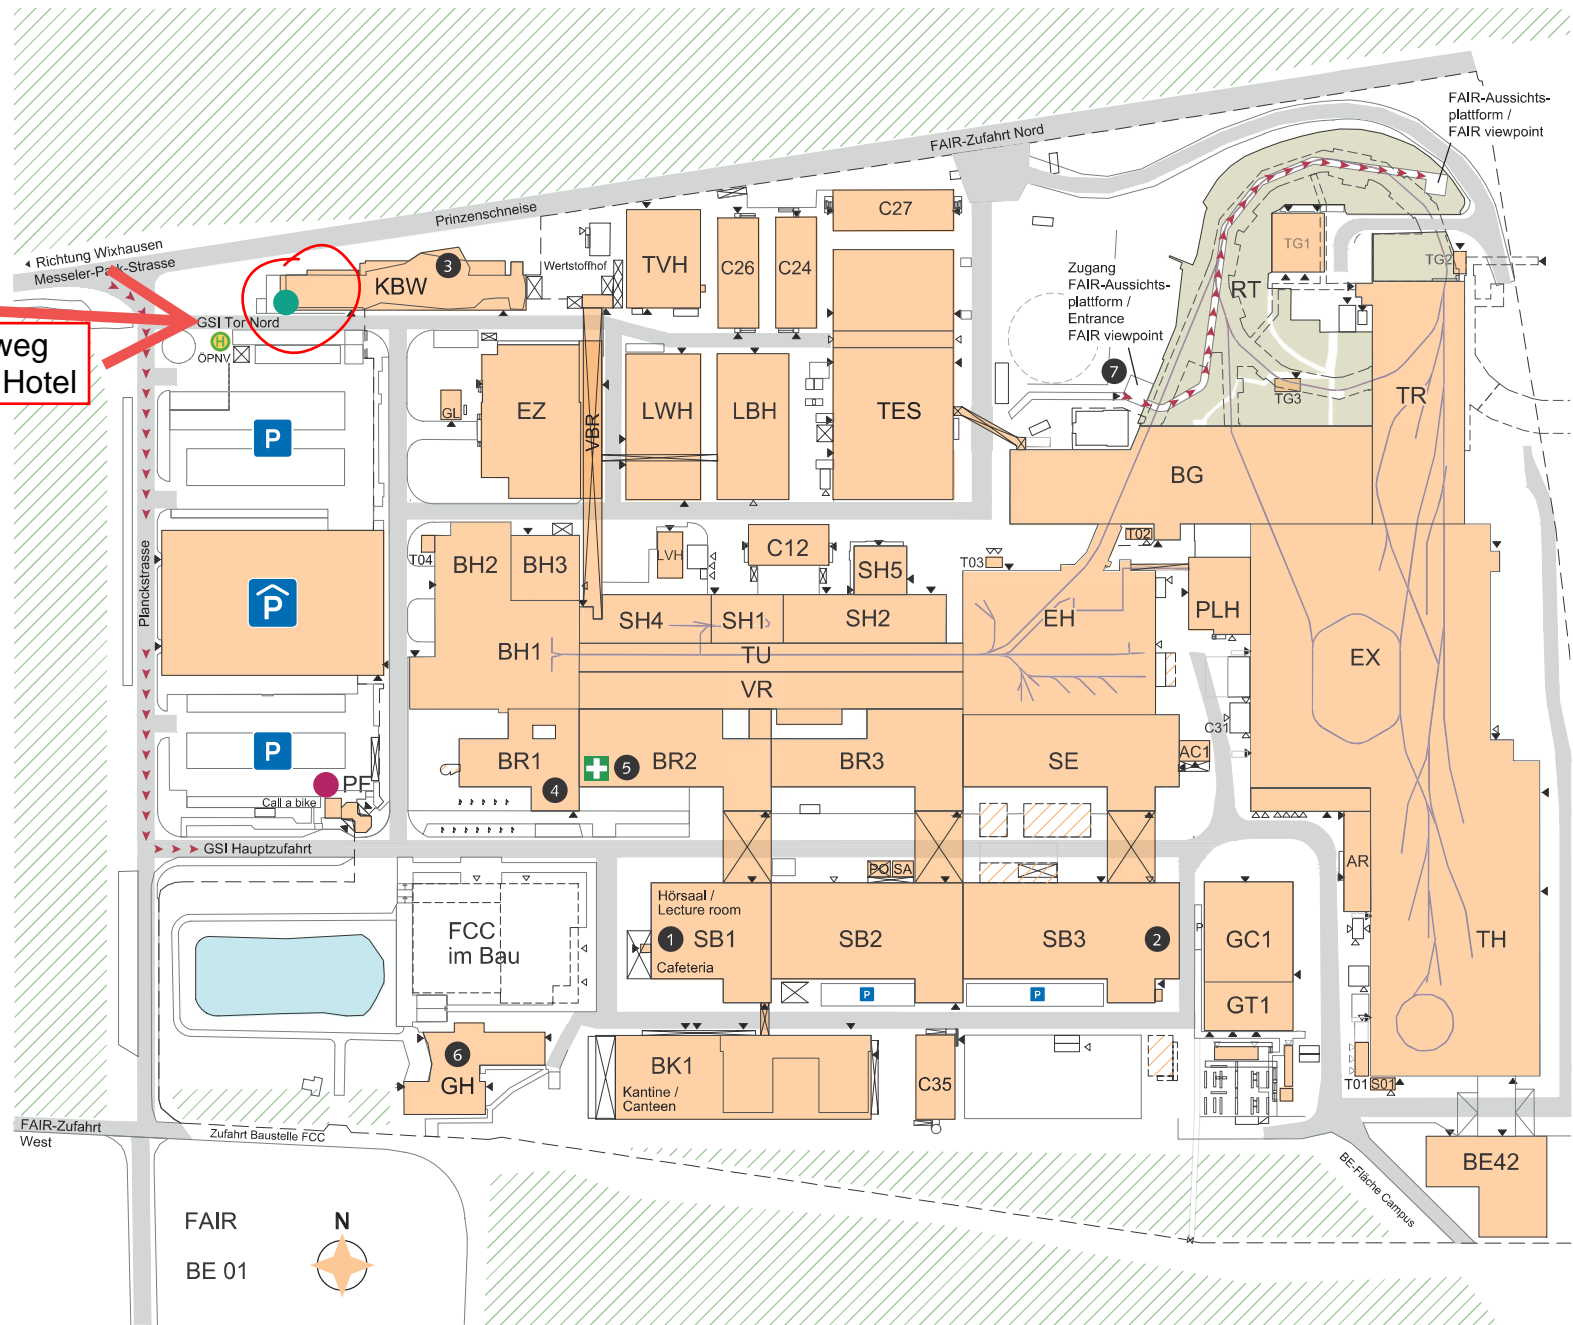 FAIR-Aussichts-
plattform /
FAIR viewpoint
FAIR-Zufahrt Nord
Prinzenschneise
Richtung Wixhausen
Messeler-Park-Strasse
KBW
3
Wertstoffhof
TVH
C26
C24
C27
TG1
TG2
RT
Zugang
FAIR-Aussichts-
plattform /
Entrance
FAIR viewpoint
7
GSI Tor Nord
H
ÖPNV
weg
Hotel
P
GL
EZ
VBR
LWH
LBH
TES
TG3
TR
BG
Planckstrasse
P
T04
BH2
BH3
LVH
C12
SH5
T03
T02
PLH
BH1
SH4
SH1
SH2
EH
EX
TU
VR
C31
P
PF
Call a bike
BR1
4
5
BR2
BR3
SE
AC1
GSI Hauptzufahrt
PO
SA
AR
FCC
im Bau
Hörsaal /
Lecture room
1
SB1
Cafeteria
SB2
SB3
2
P
GC1
TH
P
P
GT1
6
GH
BK1
Kantine /
Canteen
C35
T01
S01
FAIR-Zufahrt
West
Zufahrt Baustelle FCC
BE-Fläche Campus
BE42
FAIR
BE 01
N